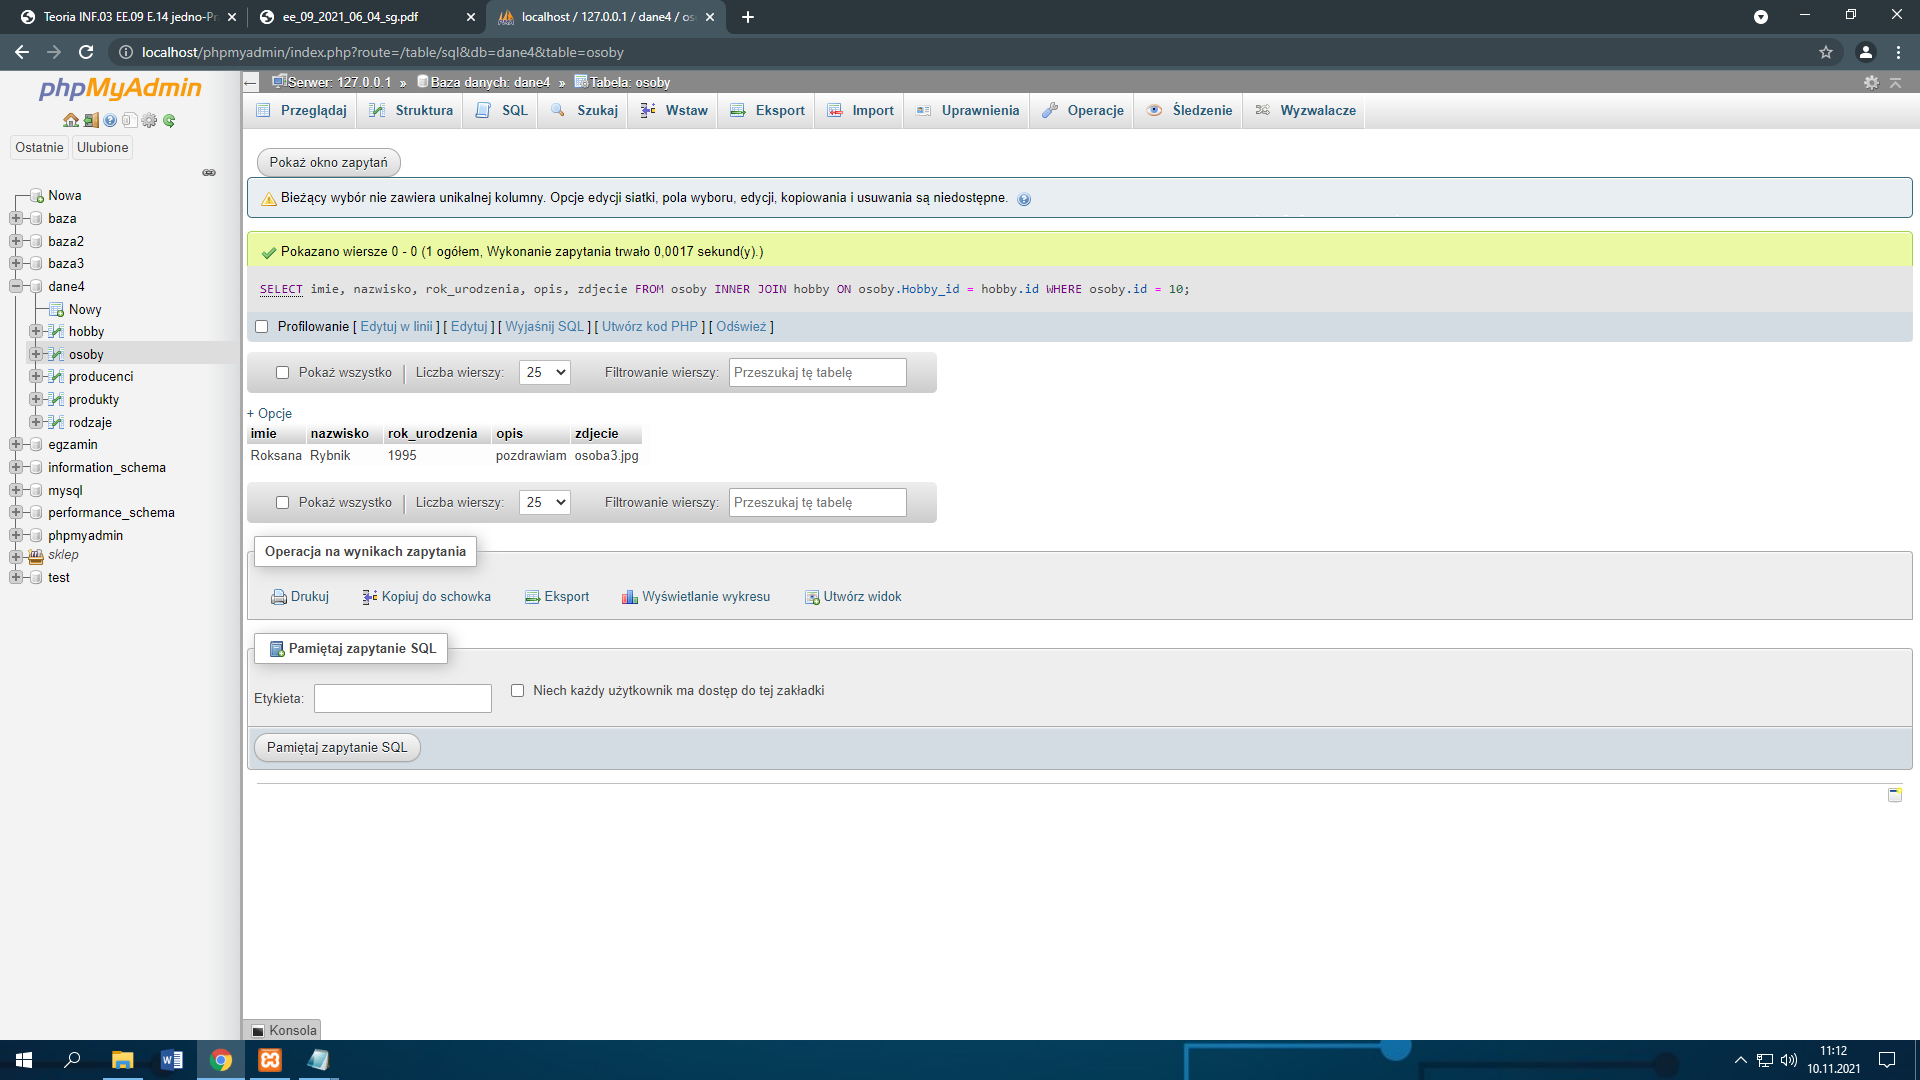 Teoria INF.03 EE.09 E.14 jedno-Pr
ee_09_2021_06_04_sg.pdf
localhost / 127.0.0.1 / dane4 / os
localhost/phpmyadmin/index.php?route=/table/sql&db=dane4&table=osoby
phpMyAdmin
Ostatnie
Ulubione
Nowa
baza
baza2
baza3
dane4
Nowy
hobby
osoby
producenci
produkty
rodzaje
egzamin
information_schema
mysql
performance_schema
phpmyadmin
sklep
test
Serwer: 127.0.0.1 » Baza danych: dane4 » Tabela: osoby
Przeglądaj Struktura SQL Szukaj Wstaw Eksport Import Uprawnienia Operacje Śledzenie Wyzwalacze
Pokaż okno zapytań
Bieżący wybór nie zawiera unikalnej kolumny. Opcje edycji siatki, pola wyboru, edycji, kopiowania i usuwania są niedostępne.
Pokazano wiersze 0 - 0 (1 ogółem, Wykonanie zapytania trwało 0,0017 sekund(y).)
SELECT imie, nazwisko, rok_urodzenia, opis, zdjecie FROM osoby INNER JOIN hobby ON osoby.Hobby_id = hobby.id WHERE osoby.id = 10;
Profilowanie [ Edytuj w linii ] [ Edytuj ] [ Wyjaśnij SQL ] [ Utwórz kod PHP ] [ Odśwież ]
Pokaż wszystko | Liczba wierszy: 25 Filtrowanie wierszy: Przeszukaj tę tabelę
+ Opcje
imie nazwisko rok_urodzenia opis zdjecie
Roksana Rybnik 1995 pozdrawiam osoba3.jpg
Pokaż wszystko | Liczba wierszy: 25 Filtrowanie wierszy: Przeszukaj tę tabelę
Operacja na wynikach zapytania
Drukuj Kopiuj do schowka Eksport Wyświetlanie wykresu Utwórz widok
Pamiętaj zapytanie SQL
Etykieta: Niech każdy użytkownik ma dostęp do tej zakładki
Pamiętaj zapytanie SQL
Konsola
11:12
10.11.2021